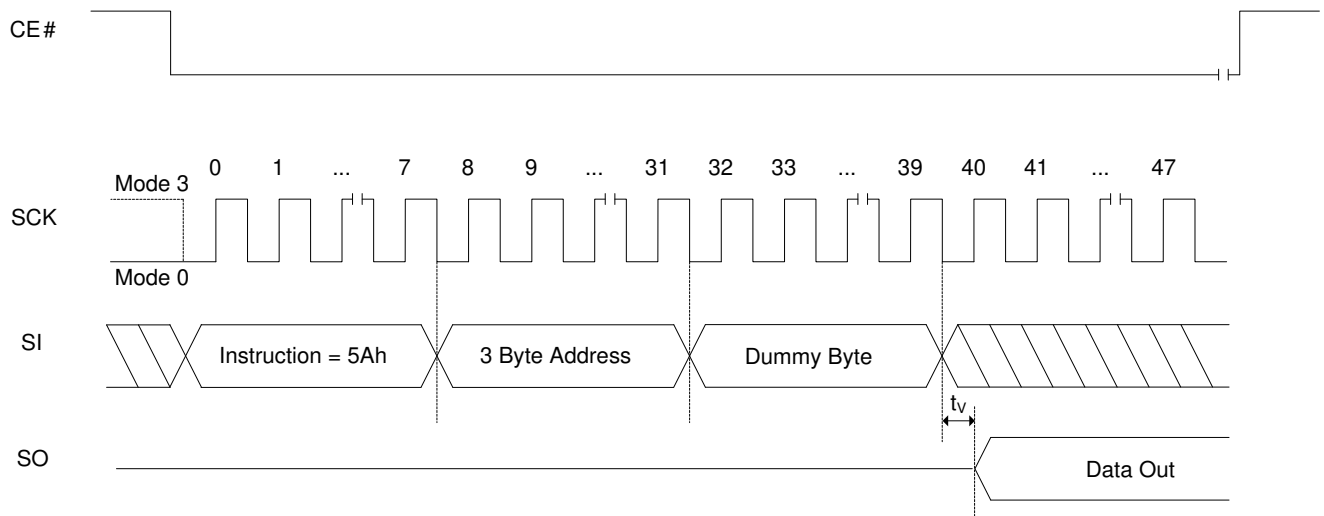 CE#
0 1 ... 7 8 9 ... 31 32 33 ... 39 40 41 ... 47
Mode 3
SCK
Mode 0
SI
Instruction = 5Ah
3 Byte Address
Dummy Byte
tV
SO
Data Out